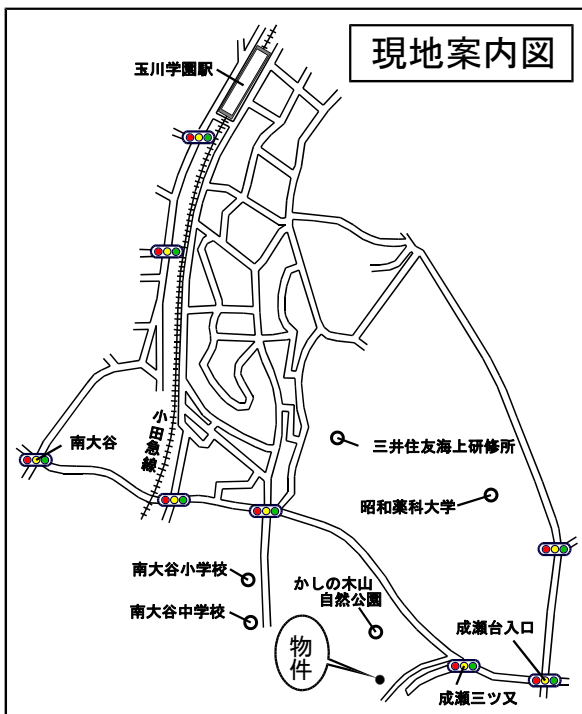 現地案内図
玉川学園駅
小田急線
南大谷
三井住友海上研修所
昭和薬科大学
南大谷小学校
かしの木山
自然公園
南大谷中学校
物件
成瀬台入口
成瀬三ツ又